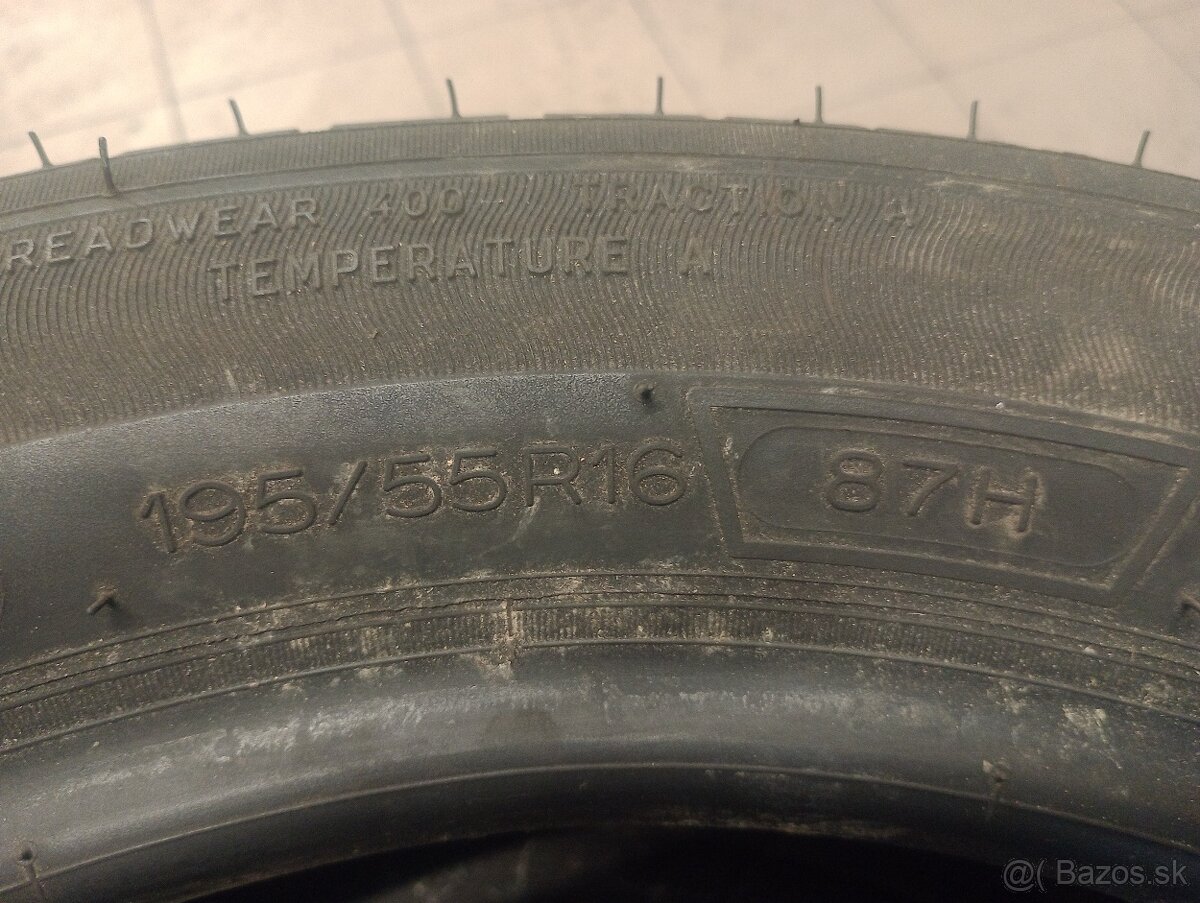 READWEAR 400 TRACTION A
TEMPERATURE A
195/55R16 87H
@( Bazos.sk